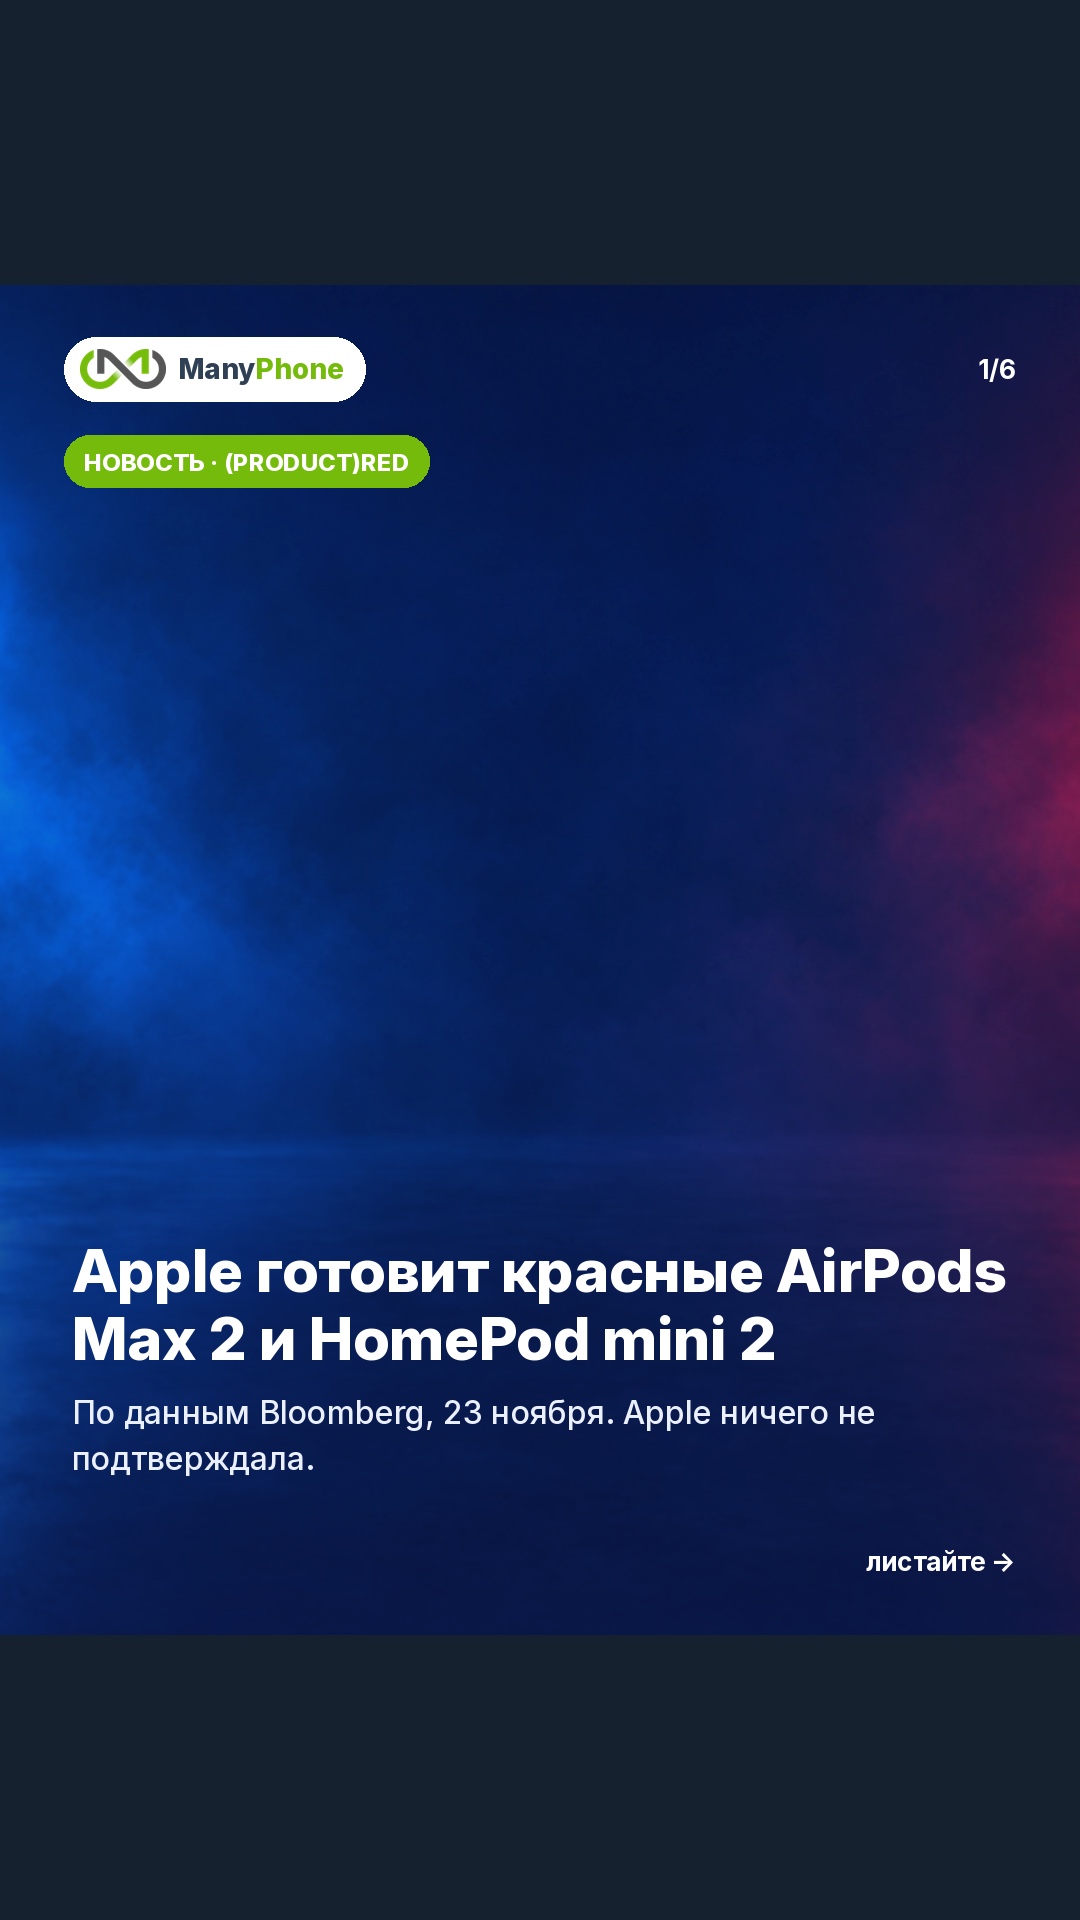 ManyPhone
1/6
НОВОСТЬ · (PRODUCT)RED
Apple готовит красные AirPods
Max 2 и HomePod mini 2
По данным Bloomberg, 23 ноября. Apple ничего не
подтверждала.
листайте →